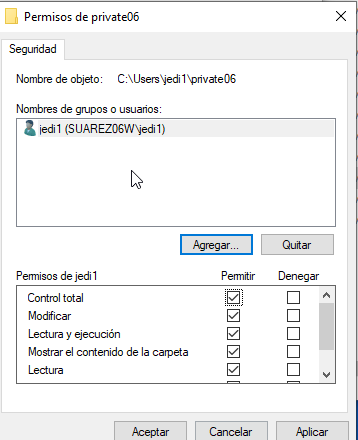 Permisos de private06
Seguridad
Nombre de objeto: C:\Users\jedi1\private06
Nombres de grupos o usuarios:
jedi1 (SUAREZ06W\jedi1)
Agregar... Quitar
Permisos de jedi1 Permitir Denegar
Control total
Modificar
Lectura y ejecución
Mostrar el contenido de la carpeta
Lectura
Aceptar Cancelar Aplicar